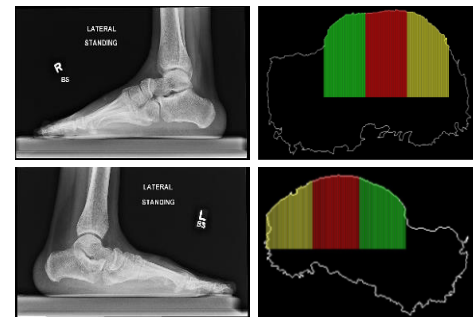 LATERAL
STANDING
R
BS
LATERAL
STANDING
L
BS